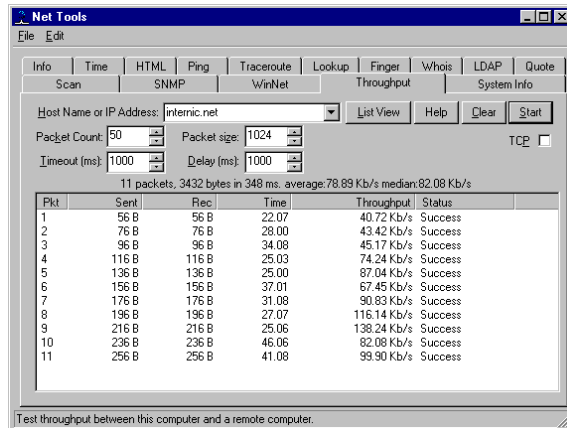 Net Tools
File Edit
Info Time HTML Ping Traceroute Lookup Finger Whois LDAP Quote
Scan SNMP WinNet Throughput System Info
Host Name or IP Address: internic.net List View Help Clear Start
Packet Count: 50 Packet size: 1024 TCP
Timeout (ms): 1000 Delay (ms): 1000
11 packets, 3432 bytes in 348 ms. average:78.89 Kb/s median:82.08 Kb/s
Pkt Sent Rec Time Throughput Status
1 56 B 56 B 22.07 40.72 Kb/s Success
2 76 B 76 B 28.00 43.42 Kb/s Success
3 96 B 96 B 34.08 45.17 Kb/s Success
4 116 B 116 B 25.03 74.24 Kb/s Success
5 136 B 136 B 25.00 87.04 Kb/s Success
6 156 B 156 B 37.01 67.45 Kb/s Success
7 176 B 176 B 31.08 90.83 Kb/s Success
8 196 B 196 B 27.07 116.14 Kb/s Success
9 216 B 216 B 25.06 138.24 Kb/s Success
10 236 B 236 B 46.06 82.08 Kb/s Success
11 256 B 256 B 41.08 99.90 Kb/s Success
Test throughput between this computer and a remote computer.